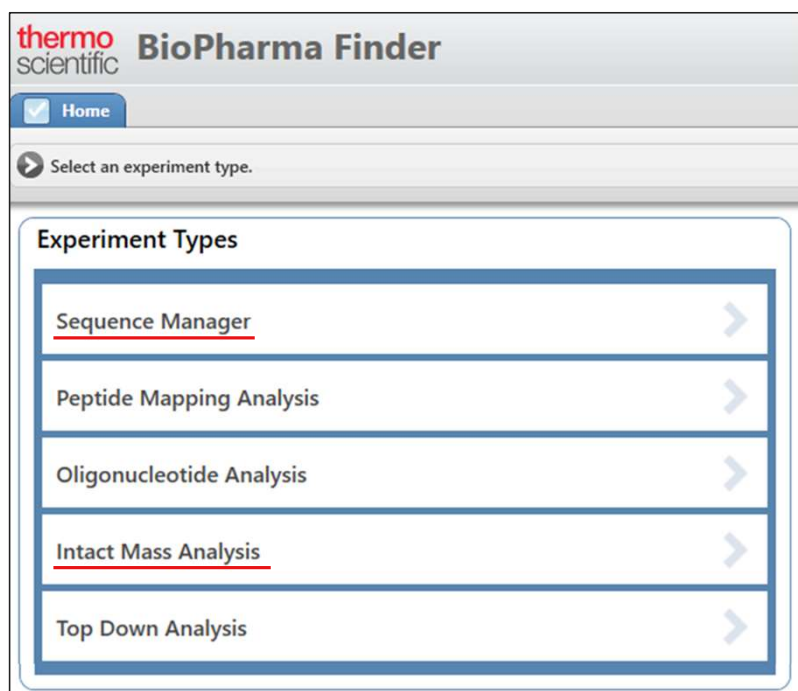 thermo
scientific
BioPharma Finder
Home
Select an experiment type.
Experiment Types
Sequence Manager
Peptide Mapping Analysis
Oligonucleotide Analysis
Intact Mass Analysis
Top Down Analysis